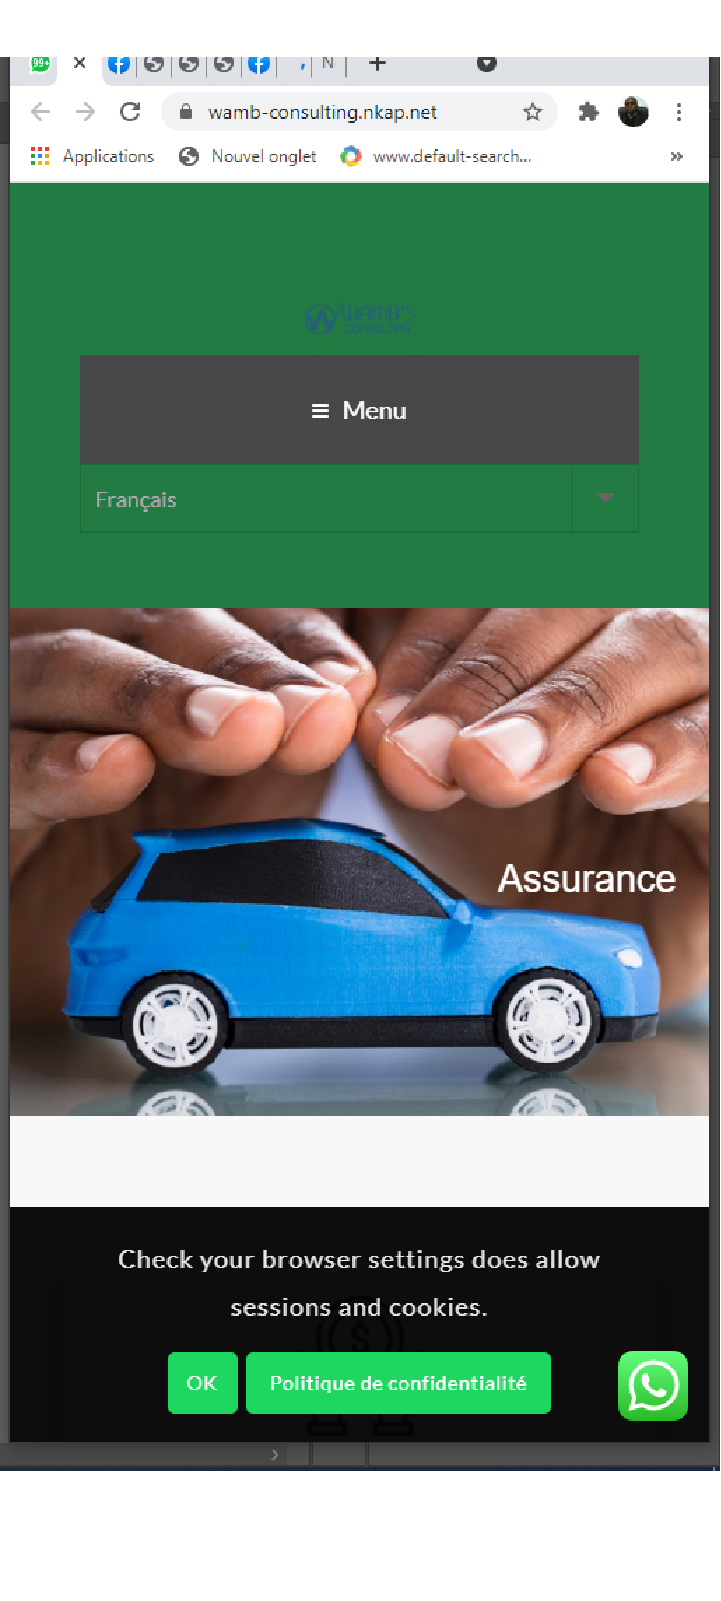 99+
N
wamb-consulting.nkap.net
Applications
Nouvel onglet
www.default-search...
WAMB'S
CONSULTING
Menu
Français
Assurance
Check your browser settings does allow
sessions and cookies.
OK
Politique de confidentialité